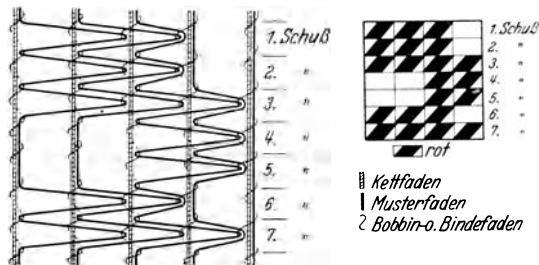 1. Schuß
2. "
3. "
4. "
5. "
6. "
7. "
1. Schuß
2. "
3. "
4. "
5. "
6. "
7. "
rot
Kettfaden
Musterfaden
Bobbin-o. Bindefaden